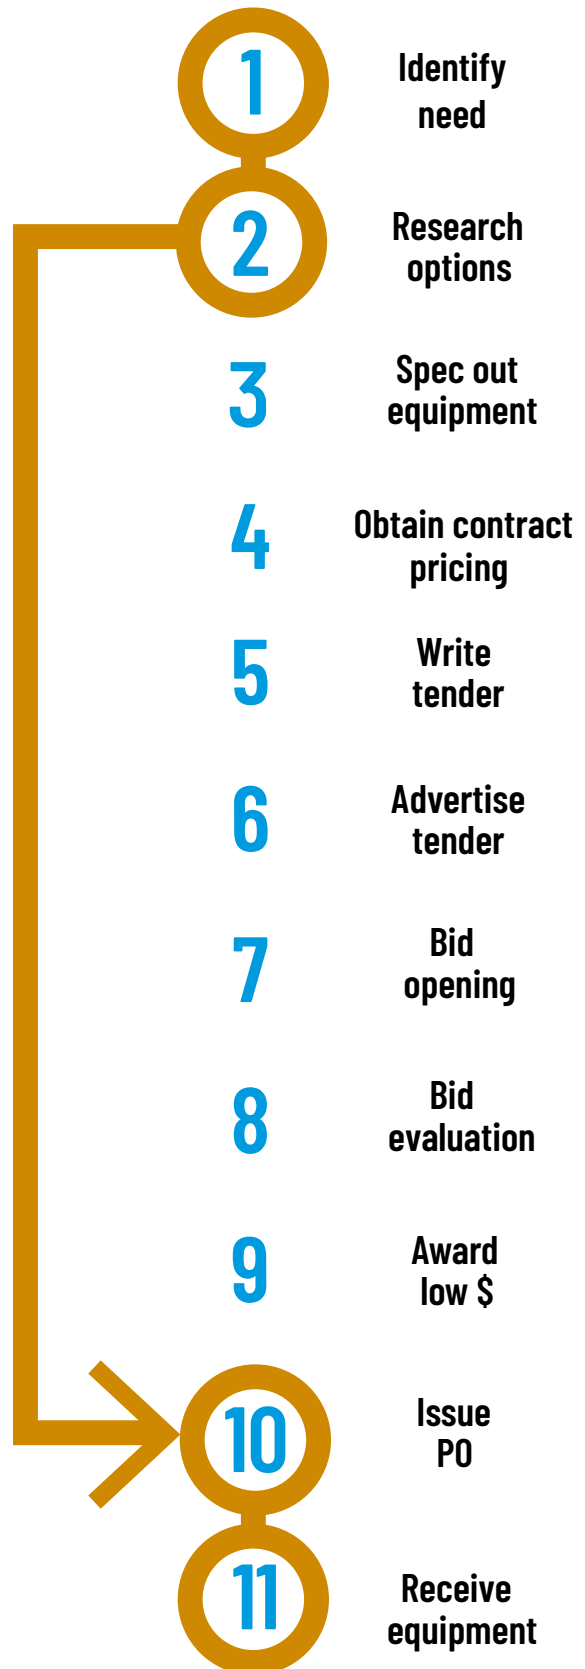 1
Identify
need
2
Research
options
3
Spec out
equipment
4
Obtain contract
pricing
5
Write
tender
6
Advertise
tender
7
Bid
opening
8
Bid
evaluation
9
Award
low $
10
Issue
PO
11
Receive
equipment